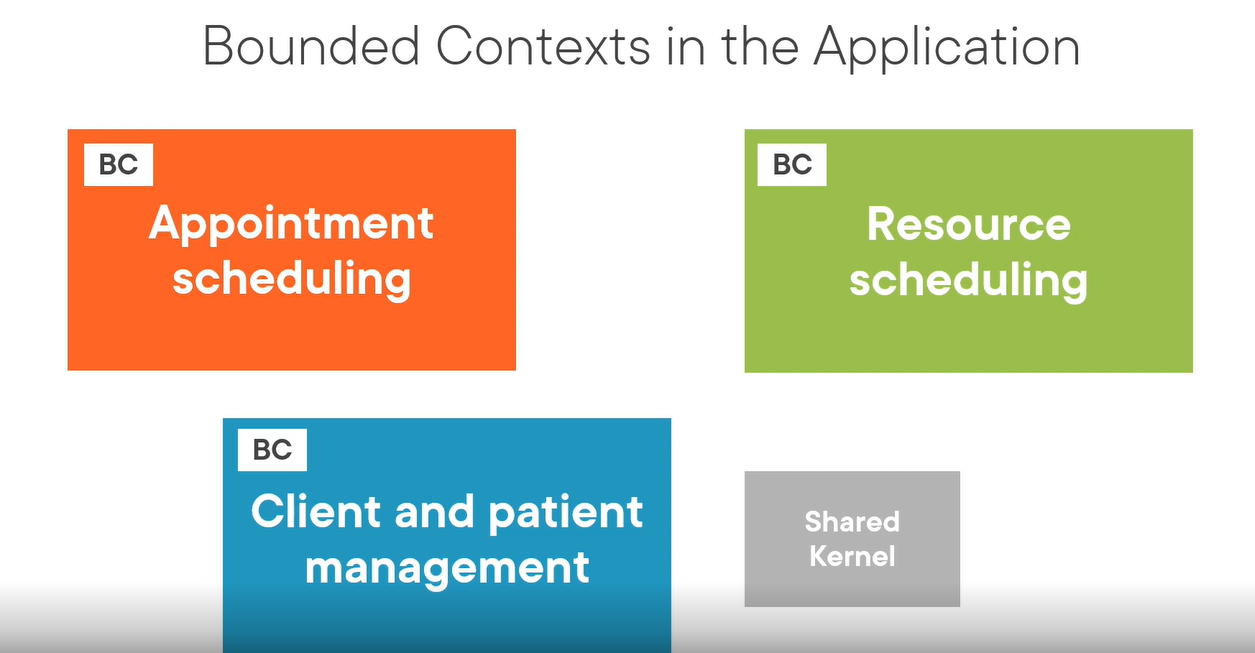 Bounded Contexts in the Application
BC
Appointment
scheduling
BC
Resource
scheduling
BC
Client and patient
management
Shared
Kernel